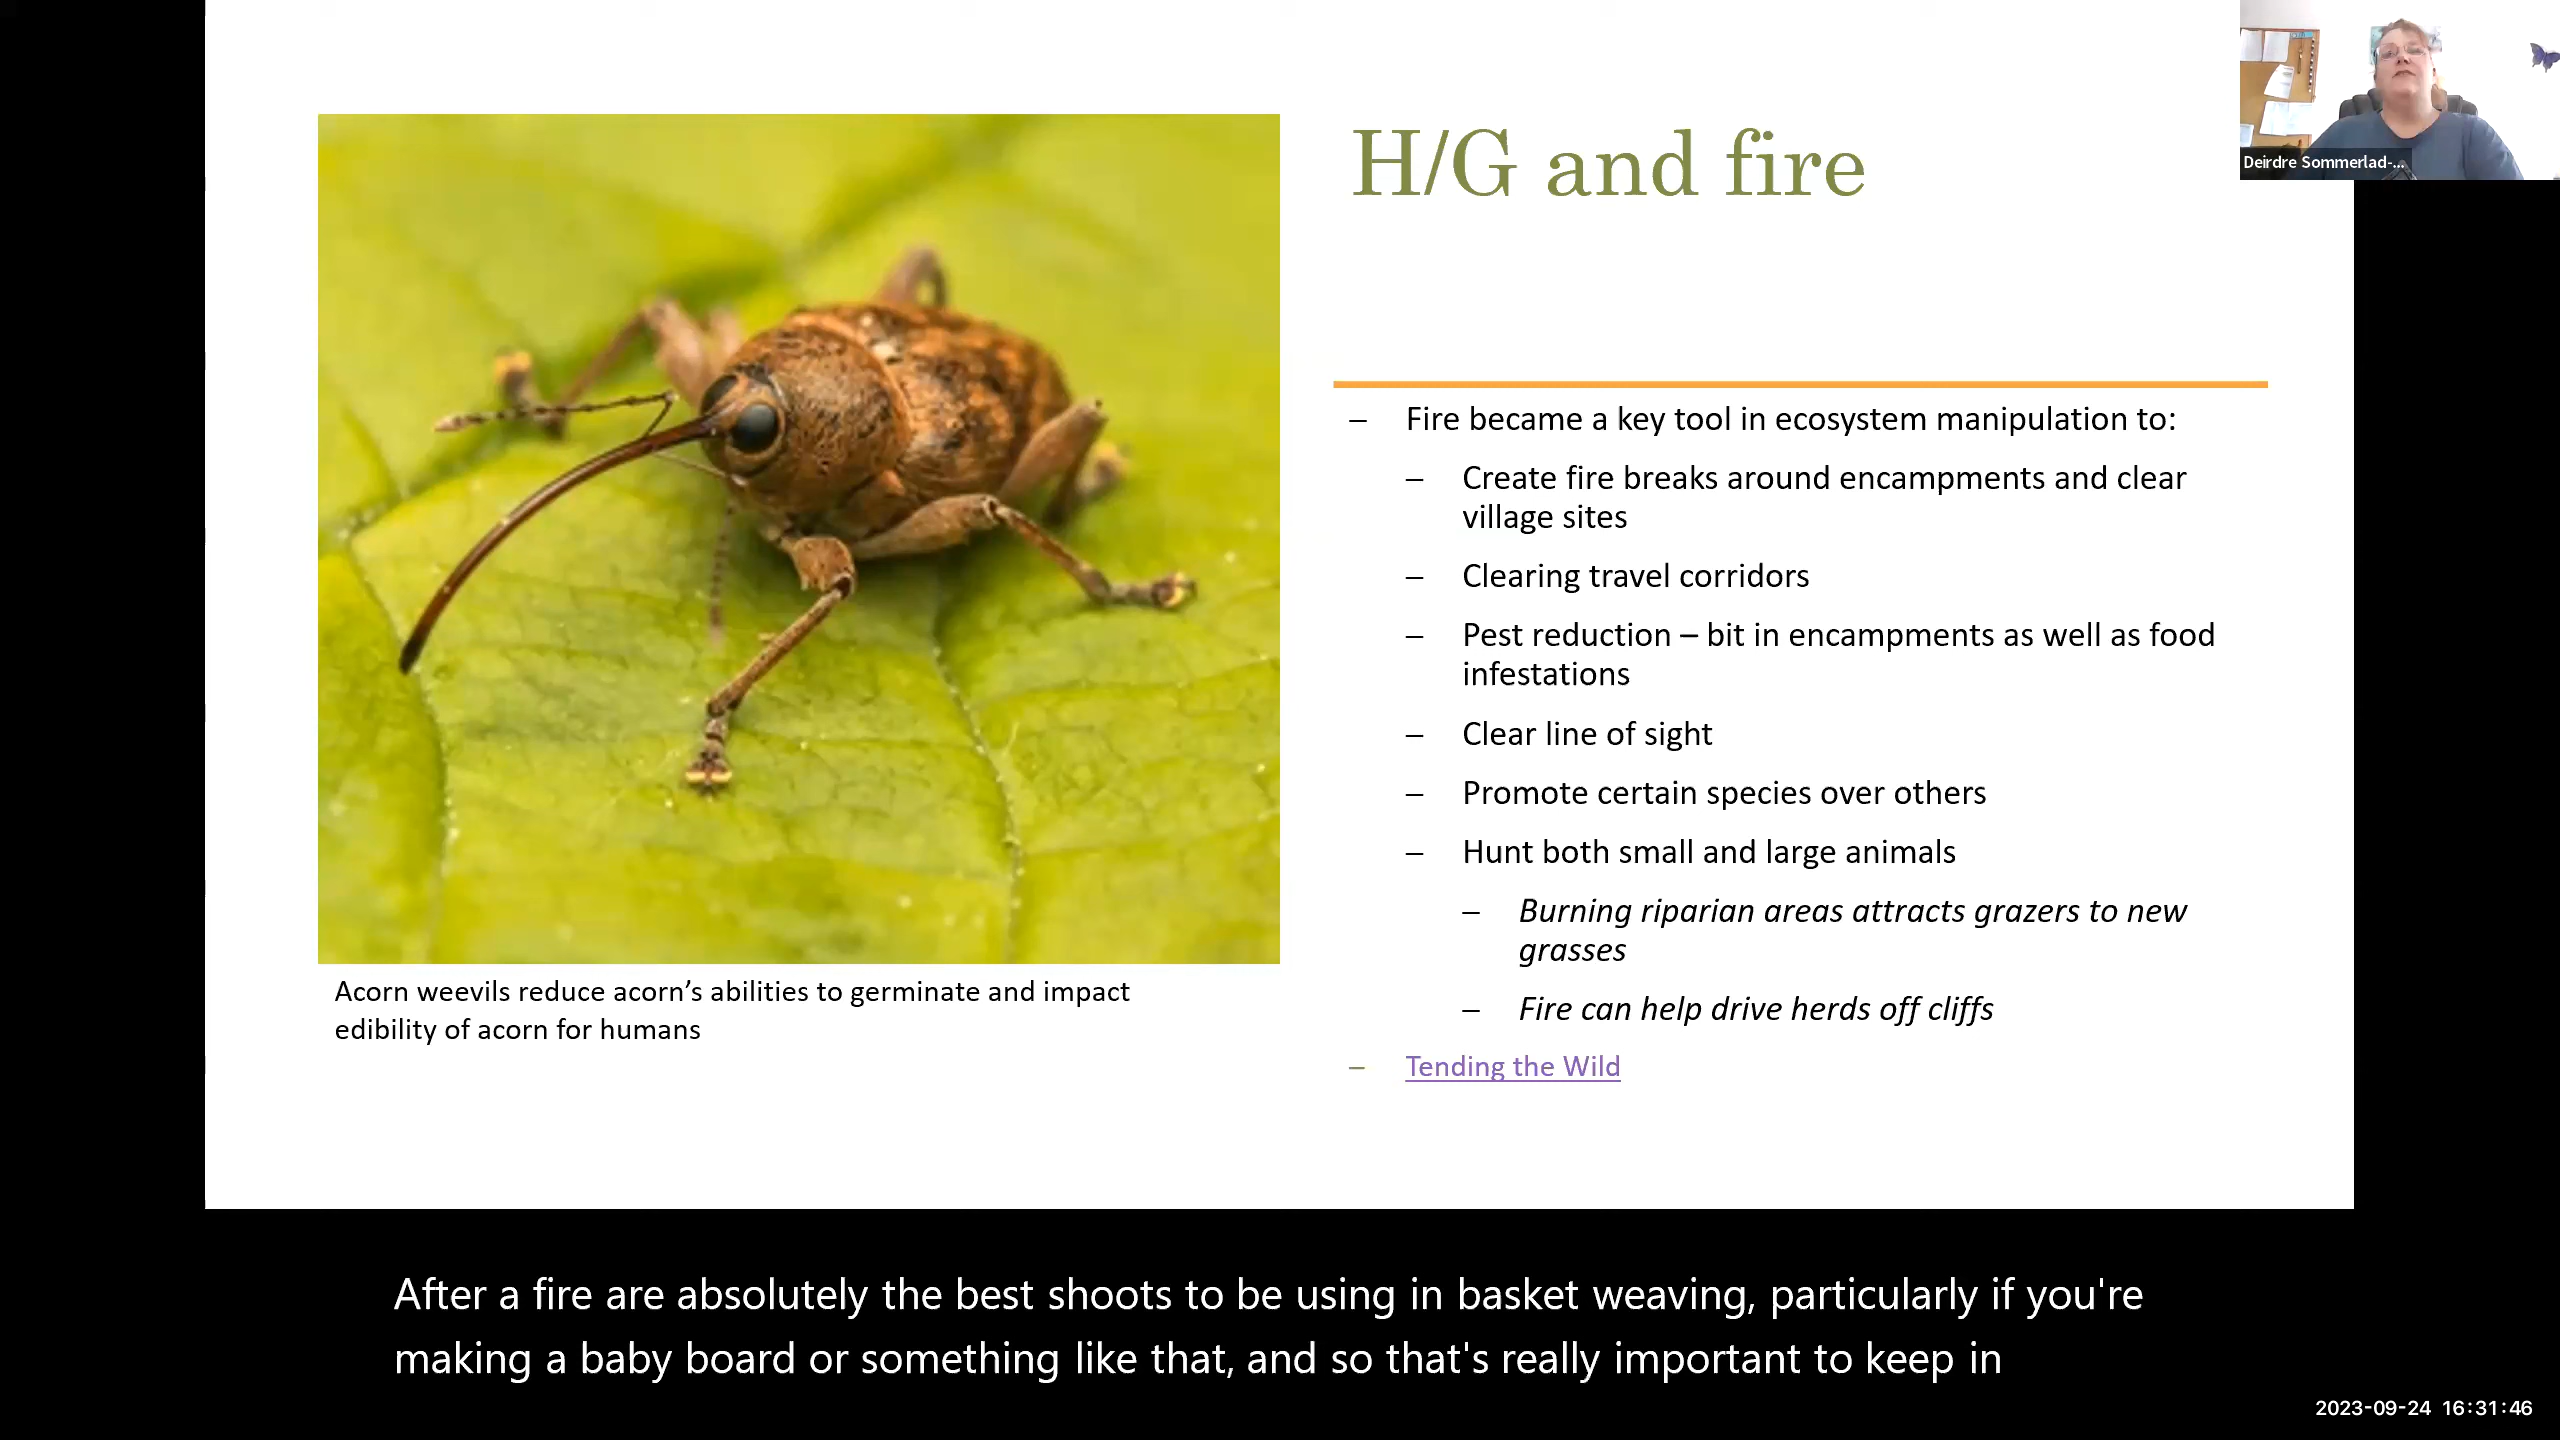 H/G and fire
Deirdre Sommerlad-...
– Fire became a key tool in ecosystem manipulation to:
– Create fire breaks around encampments and clear
village sites
– Clearing travel corridors
– Pest reduction – bit in encampments as well as food
infestations
– Clear line of sight
– Promote certain species over others
– Hunt both small and large animals
– Burning riparian areas attracts grazers to new
grasses
– Fire can help drive herds off cliffs
– Tending the Wild
Acorn weevils reduce acorn’s abilities to germinate and impact
edibility of acorn for humans
After a fire are absolutely the best shoots to be using in basket weaving, particularly if you're
making a baby board or something like that, and so that's really important to keep in
2023-09-24 16:31:46